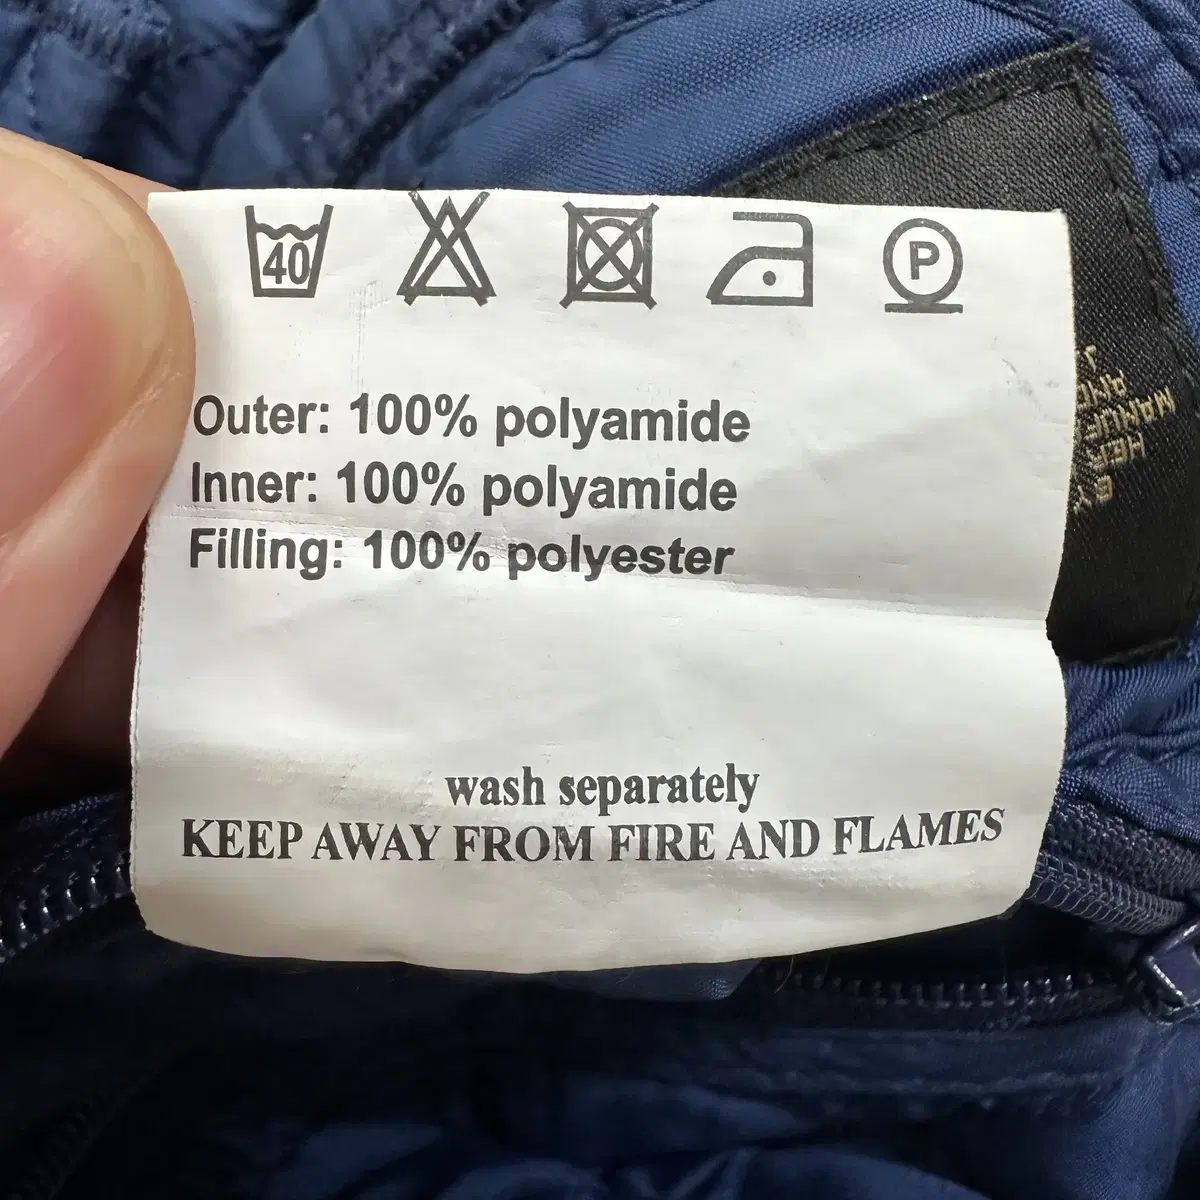 40
P
Outer: 100% polyamide
Inner: 100% polyamide
Filling: 100% polyester
wash separately
KEEP AWAY FROM FIRE AND FLAMES